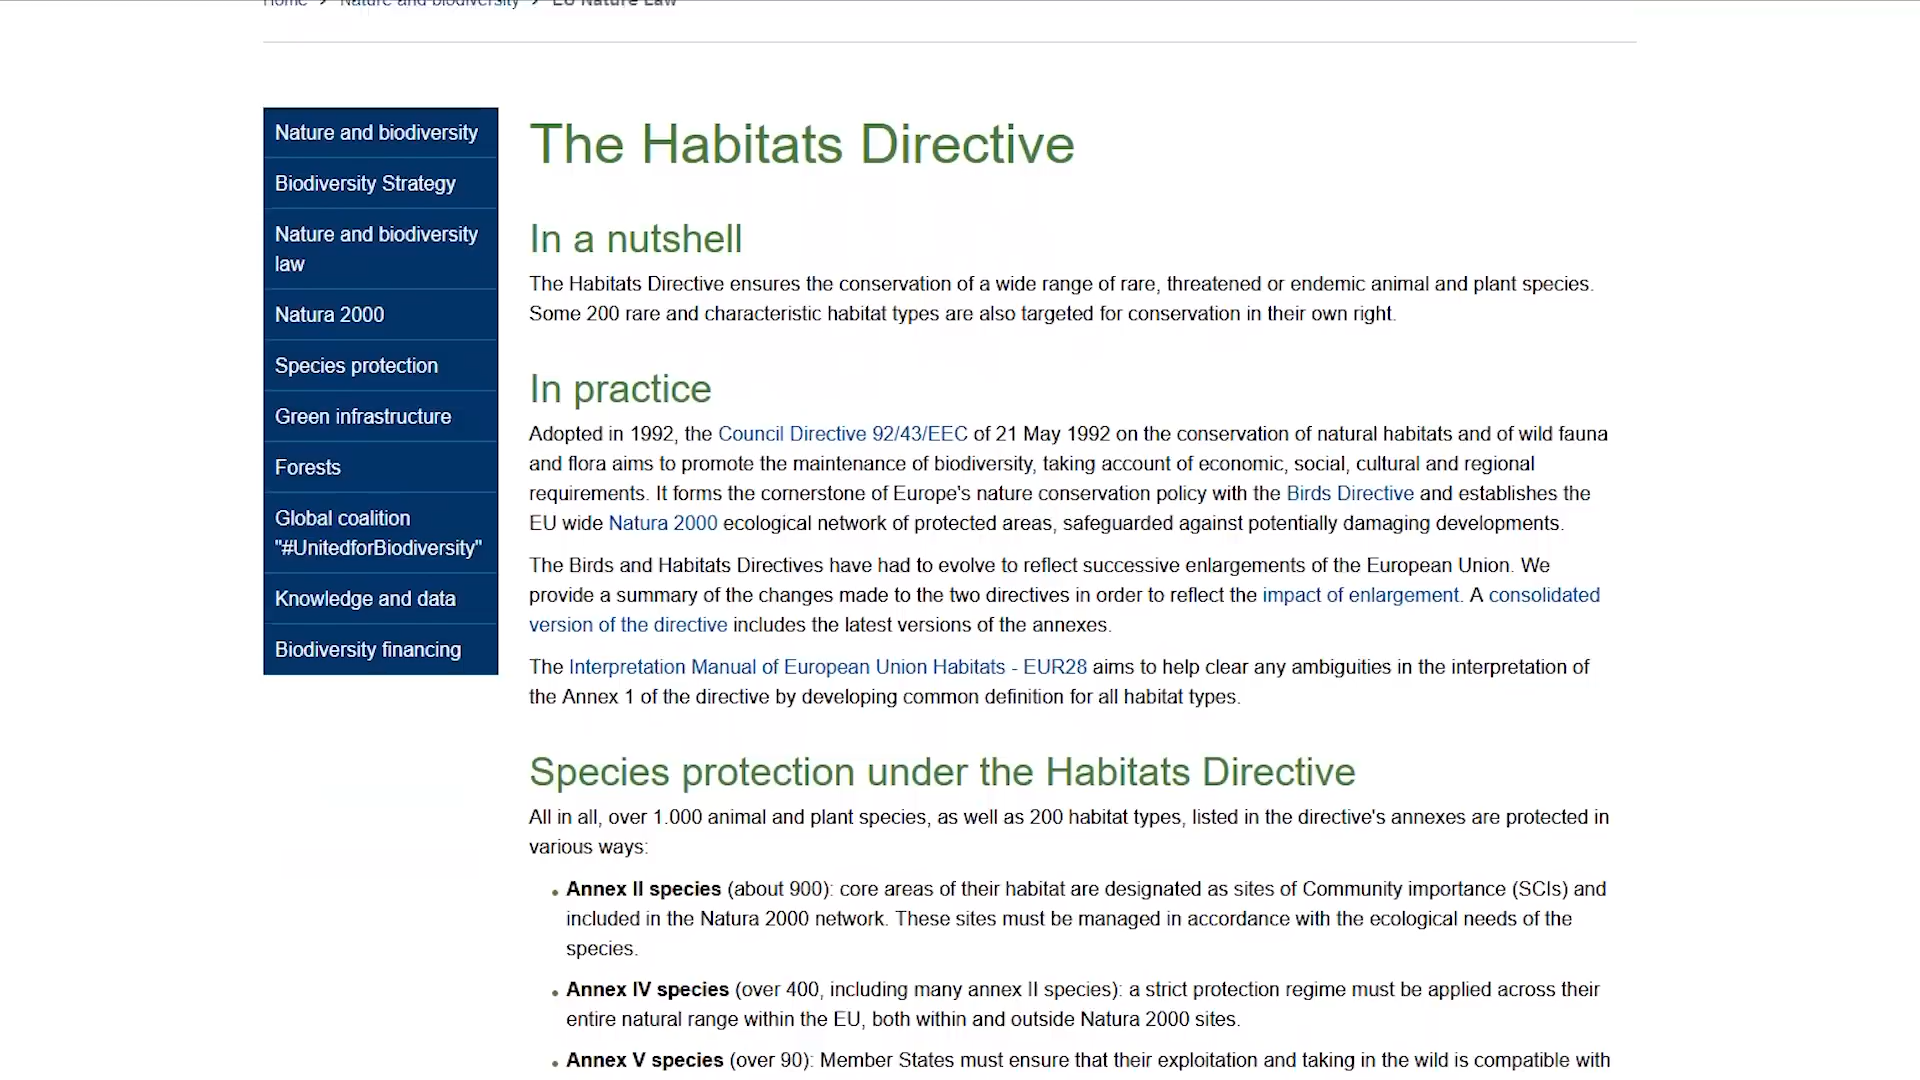 Home > Nature and biodiversity > EU Nature Law
Nature and biodiversity
Biodiversity Strategy
Nature and biodiversity
law
Natura 2000
Species protection
Green infrastructure
Forests
Global coalition
"#UnitedforBiodiversity"
Knowledge and data
Biodiversity financing
The Habitats Directive
In a nutshell
The Habitats Directive ensures the conservation of a wide range of rare, threatened or endemic animal and plant species.
Some 200 rare and characteristic habitat types are also targeted for conservation in their own right.
In practice
Adopted in 1992, the Council Directive 92/43/EEC of 21 May 1992 on the conservation of natural habitats and of wild fauna
and flora aims to promote the maintenance of biodiversity, taking account of economic, social, cultural and regional
requirements. It forms the cornerstone of Europe's nature conservation policy with the Birds Directive and establishes the
EU wide Natura 2000 ecological network of protected areas, safeguarded against potentially damaging developments.
The Birds and Habitats Directives have had to evolve to reflect successive enlargements of the European Union. We
provide a summary of the changes made to the two directives in order to reflect the impact of enlargement. A consolidated
version of the directive includes the latest versions of the annexes.
The Interpretation Manual of European Union Habitats - EUR28 aims to help clear any ambiguities in the interpretation of
the Annex 1 of the directive by developing common definition for all habitat types.
Species protection under the Habitats Directive
All in all, over 1.000 animal and plant species, as well as 200 habitat types, listed in the directive's annexes are protected in
various ways:
• Annex II species (about 900): core areas of their habitat are designated as sites of Community importance (SCIs) and
included in the Natura 2000 network. These sites must be managed in accordance with the ecological needs of the
species.
• Annex IV species (over 400, including many annex II species): a strict protection regime must be applied across their
entire natural range within the EU, both within and outside Natura 2000 sites.
• Annex V species (over 90): Member States must ensure that their exploitation and taking in the wild is compatible with